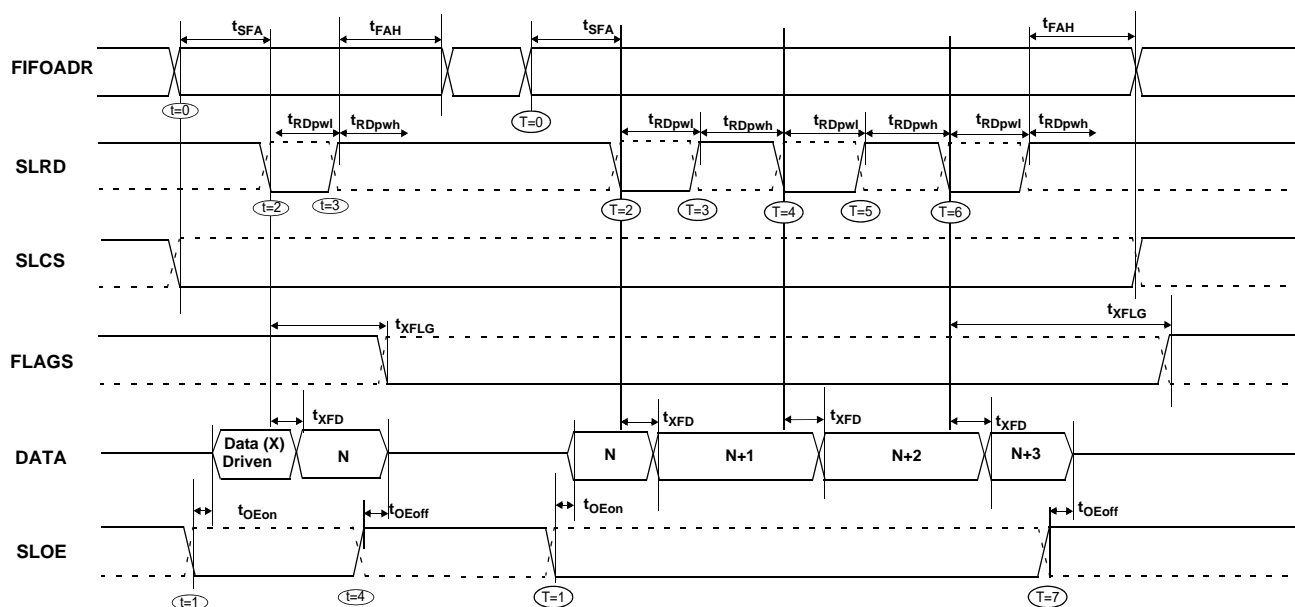 tSFA tFAH tSFA tFAH
FIFOADR
t=0 T=0
tRDpwl tRDpwh tRDpwl tRDpwh tRDpwl tRDpwh tRDpwl tRDpwh
SLRD
t=2 t=3 T=2 T=3 T=4 T=5 T=6
SLCS
tXFLG tXFLG
FLAGS
tXFD tXFD tXFD tXFD
DATA
Data (X)
Driven
N N N+1 N+2 N+3
tOEon tOEoff tOEon tOEoff
SLOE
t=1 t=4 T=1 T=7